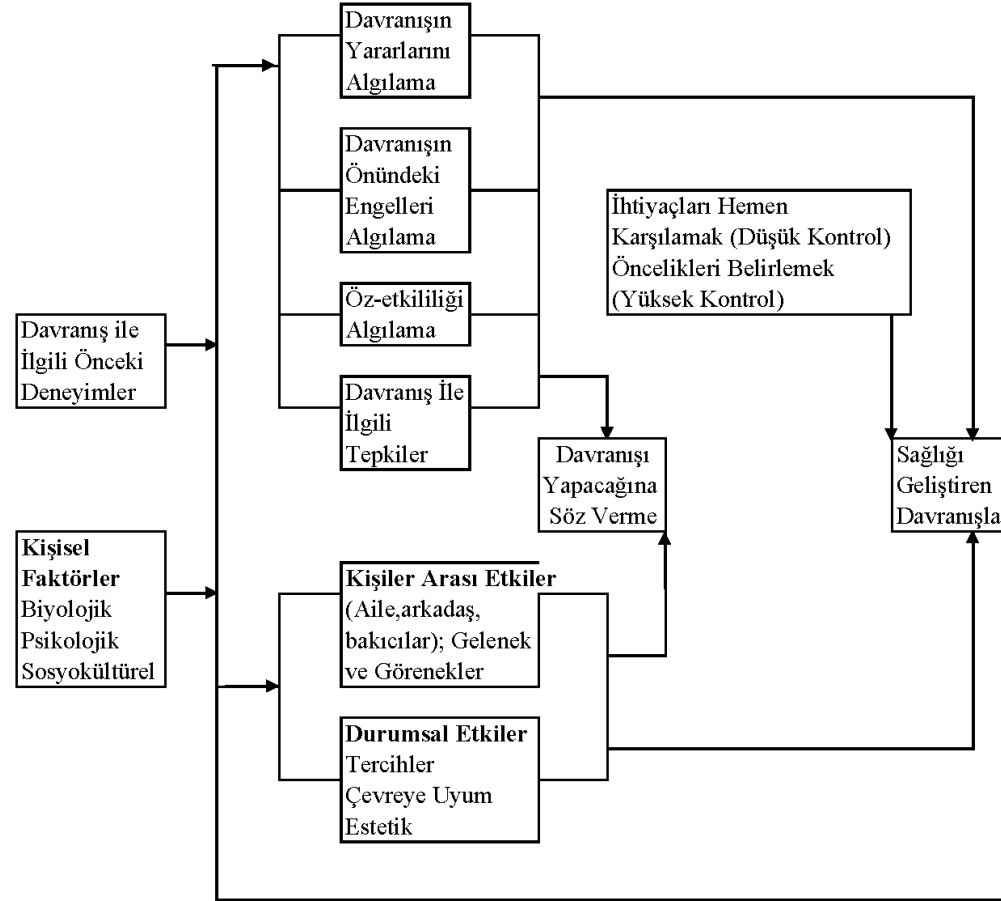 Davranışın
Yararlarını
Algılama
Davranışın
Önündeki
Engelleri
Algılama
İhtiyaçları Hemen
Karşılamak (Düşük Kontrol)
Öncelikleri Belirlemek
(Yüksek Kontrol)
Öz-etkililiği
Algılama
Davranış ile
İlgili Önceki
Deneyimler
Davranış İle
İlgili
Tepkiler
Davranışı
Yapacağına
Söz Verme
Sağlığı
Geliştiren
Davranışla
Kişisel
Faktörler
Biyolojik
Psikolojik
Sosyokültürel
Kişiler Arası Etkiler
(Aile,arkadaş,
bakıcılar); Gelenek
ve Görenekler
Durumsal Etkiler
Tercihler
Çevreye Uyum
Estetik